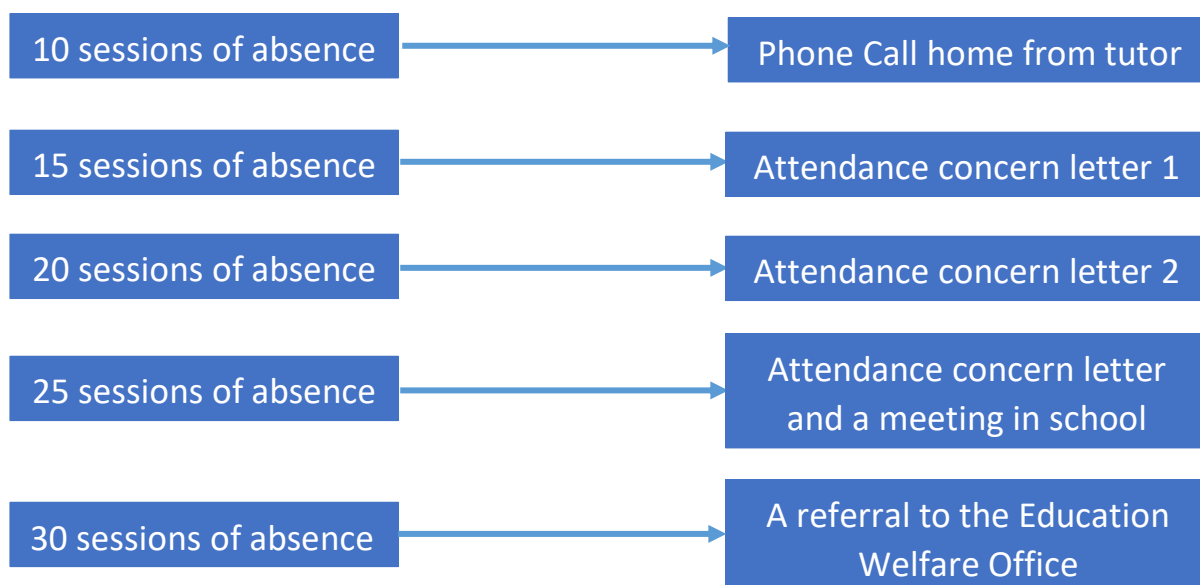 10 sessions of absence
Phone Call home from tutor
15 sessions of absence
Attendance concern letter 1
20 sessions of absence
Attendance concern letter 2
25 sessions of absence
Attendance concern letter
and a meeting in school
30 sessions of absence
A referral to the Education
Welfare Office